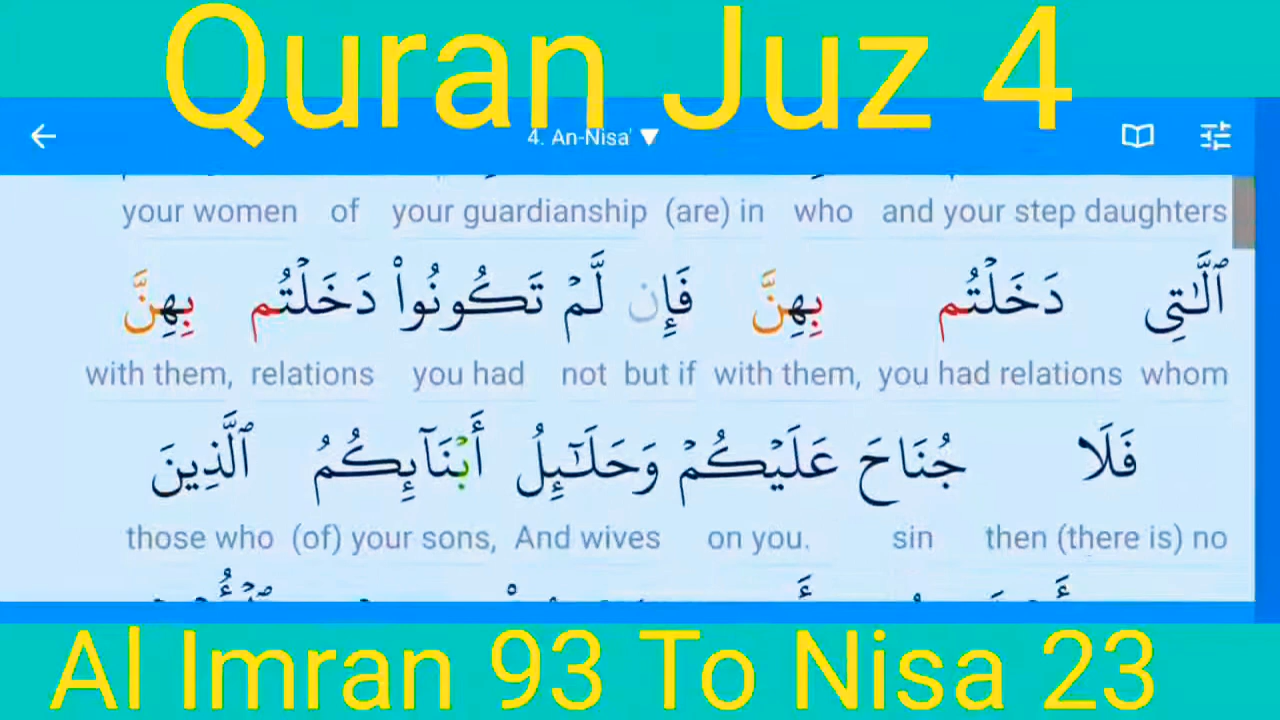 Quran Juz 4
4. An-Nisa' ▼
your women of your guardianship (are) in who and your step daughters
ٱلَّـٰتِى دَخَلْتُم بِهِنَّ فَإِن لَّمْ تَكُونُوا۟ دَخَلْتُم بِهِنَّ
with them, relations you had not but if with them, you had relations whom
فَلَا جُنَاحَ عَلَيْكُمْ وَحَلَـٰٓئِلُ أَبْنَآئِكُمُ ٱلَّذِينَ
those who (of) your sons, And wives on you. sin then (there is) no
Al Imran 93 To Nisa 23